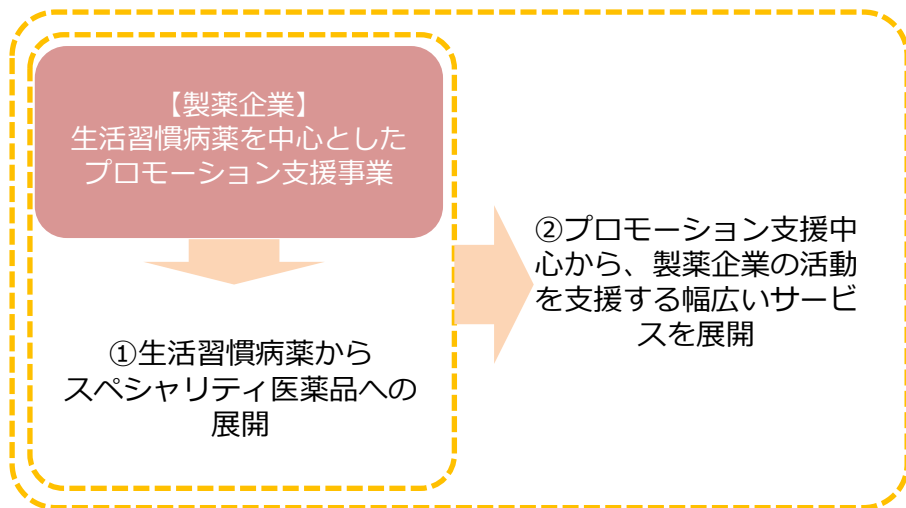 【製薬企業】
生活習慣病薬を中心とした
プロモーション支援事業
①生活習慣病薬から
スペシャリティ医薬品への
展開
②プロモーション支援中
心から、製薬企業の活動
を支援する幅広いサービ
スを展開